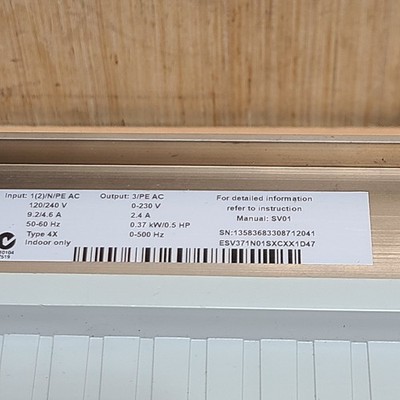 Input: 1(2)/N/PE AC
120/240 V
9.2/4.6 A
50-60 Hz
Type 4X
Indoor only
Output: 3/PE AC
0-230 V
2.4 A
0.37 kW/0.5 HP
0-500 Hz
For detailed information
refer to instruction
Manual: SV01
SN:13583683308712041
ESV371N01SXCXX1D47